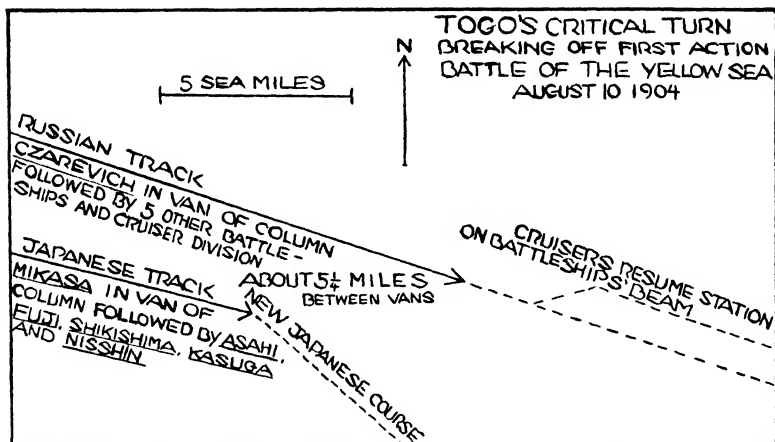 TOGO'S CRITICAL TURN
BREAKING OFF FIRST ACTION
BATTLE OF THE YELLOW SEA
AUGUST 10 1904
N
5 SEA MILES
RUSSIAN TRACK
CZAREVICH IN VAN OF COLUMN
FOLLOWED BY 5 OTHER BATTLE-
SHIPS AND CRUISER DIVISION
JAPANESE TRACK
MIKASA IN VAN OF
COLUMN FOLLOWED BY ASAHI,
FUJI, SHIKISHIMA, KASUGA
AND NISSHIN
ABOUT 5¼ MILES
BETWEEN VANS
NEW JAPANESE COURSE
CRUISERS RESUME STATION
ON BATTLESHIPS' BEAM